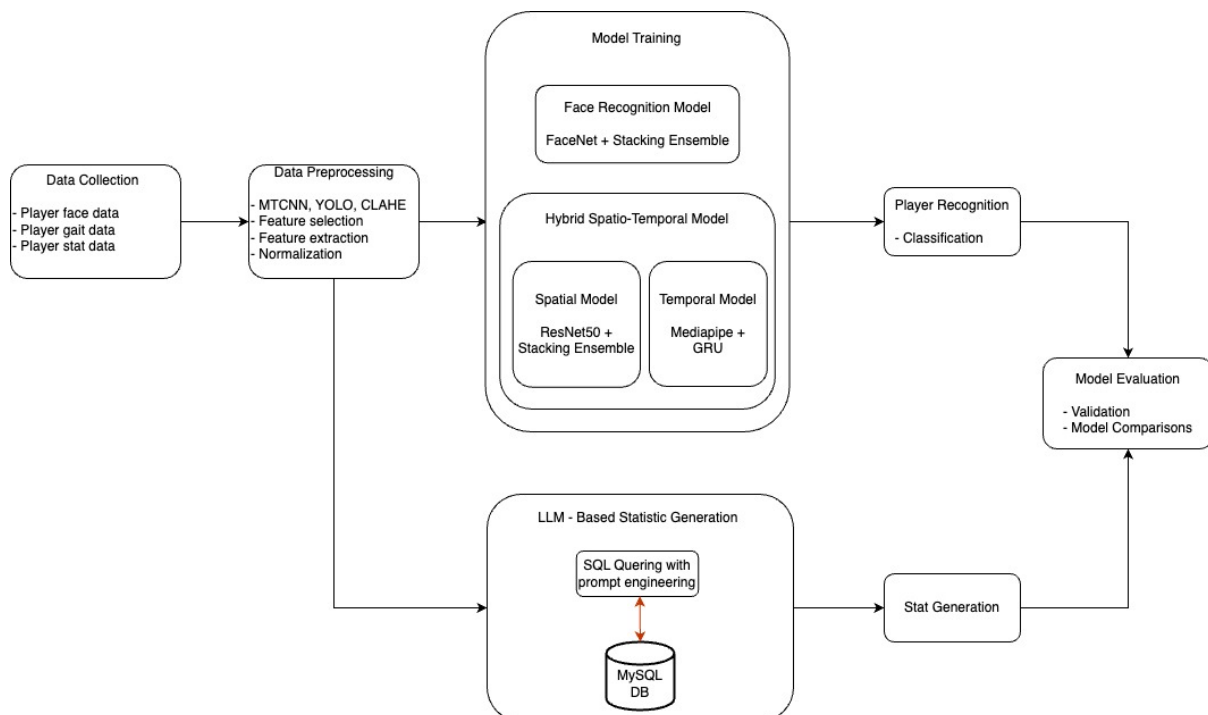 Model Training
Face Recognition Model
FaceNet + Stacking Ensemble
Data Collection
- Player face data
- Player gait data
- Player stat data
Data Preprocessing
- MTCNN, YOLO, CLAHE
- Feature selection
- Feature extraction
- Normalization
Hybrid Spatio-Temporal Model
Spatial Model
ResNet50 +
Stacking Ensemble
Temporal Model
Mediapipe +
GRU
Player Recognition
- Classification
Model Evaluation
- Validation
- Model Comparisons
LLM - Based Statistic Generation
SQL Quering with
prompt engineering
MySQL
DB
Stat Generation